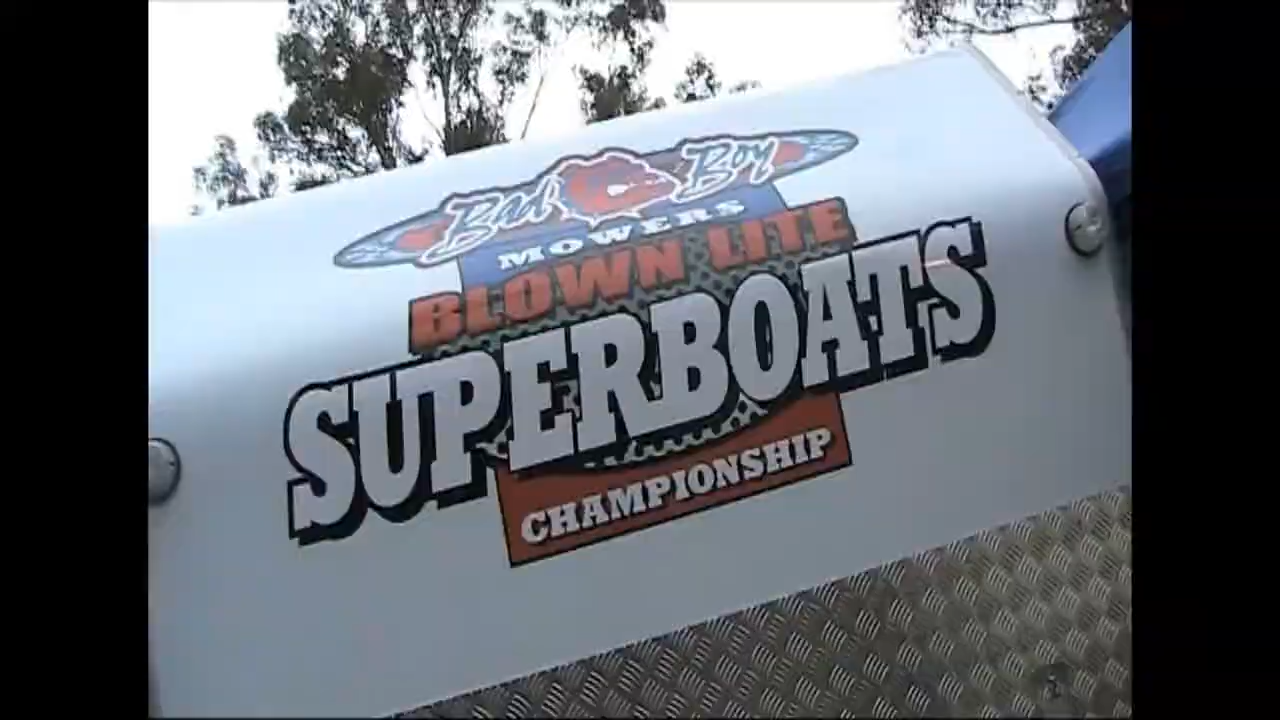 Bad Boy
MOWERS
BLOWN LITE
SUPERBOATS
CHAMPIONSHIP